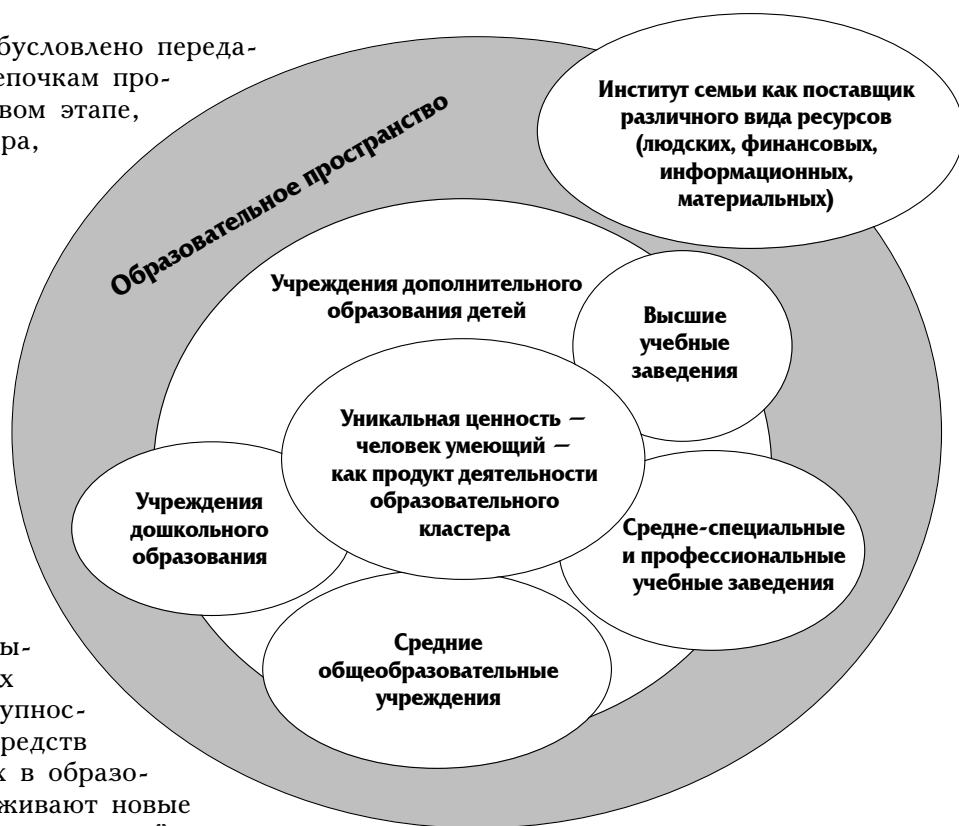 бусловлено переда-
епочкам про-
вом этапе,
ра,
Институт семьи как поставщик
различного вида ресурсов
(людских, финансовых,
информационных,
материальных)
Образовательное пространство
Учреждения дополнительного
образования детей
Высшие
учебные
заведения
Уникальная ценность —
человек умеющий —
как продукт деятельности
образовательного
кластера
Учреждения
дошкольного
образования
Средне-специальные
и профессиональные
учебные заведения
Средние
общеобразовательные
учреждения
ы-
х
упнос-
редств
х в образо-
живают новые